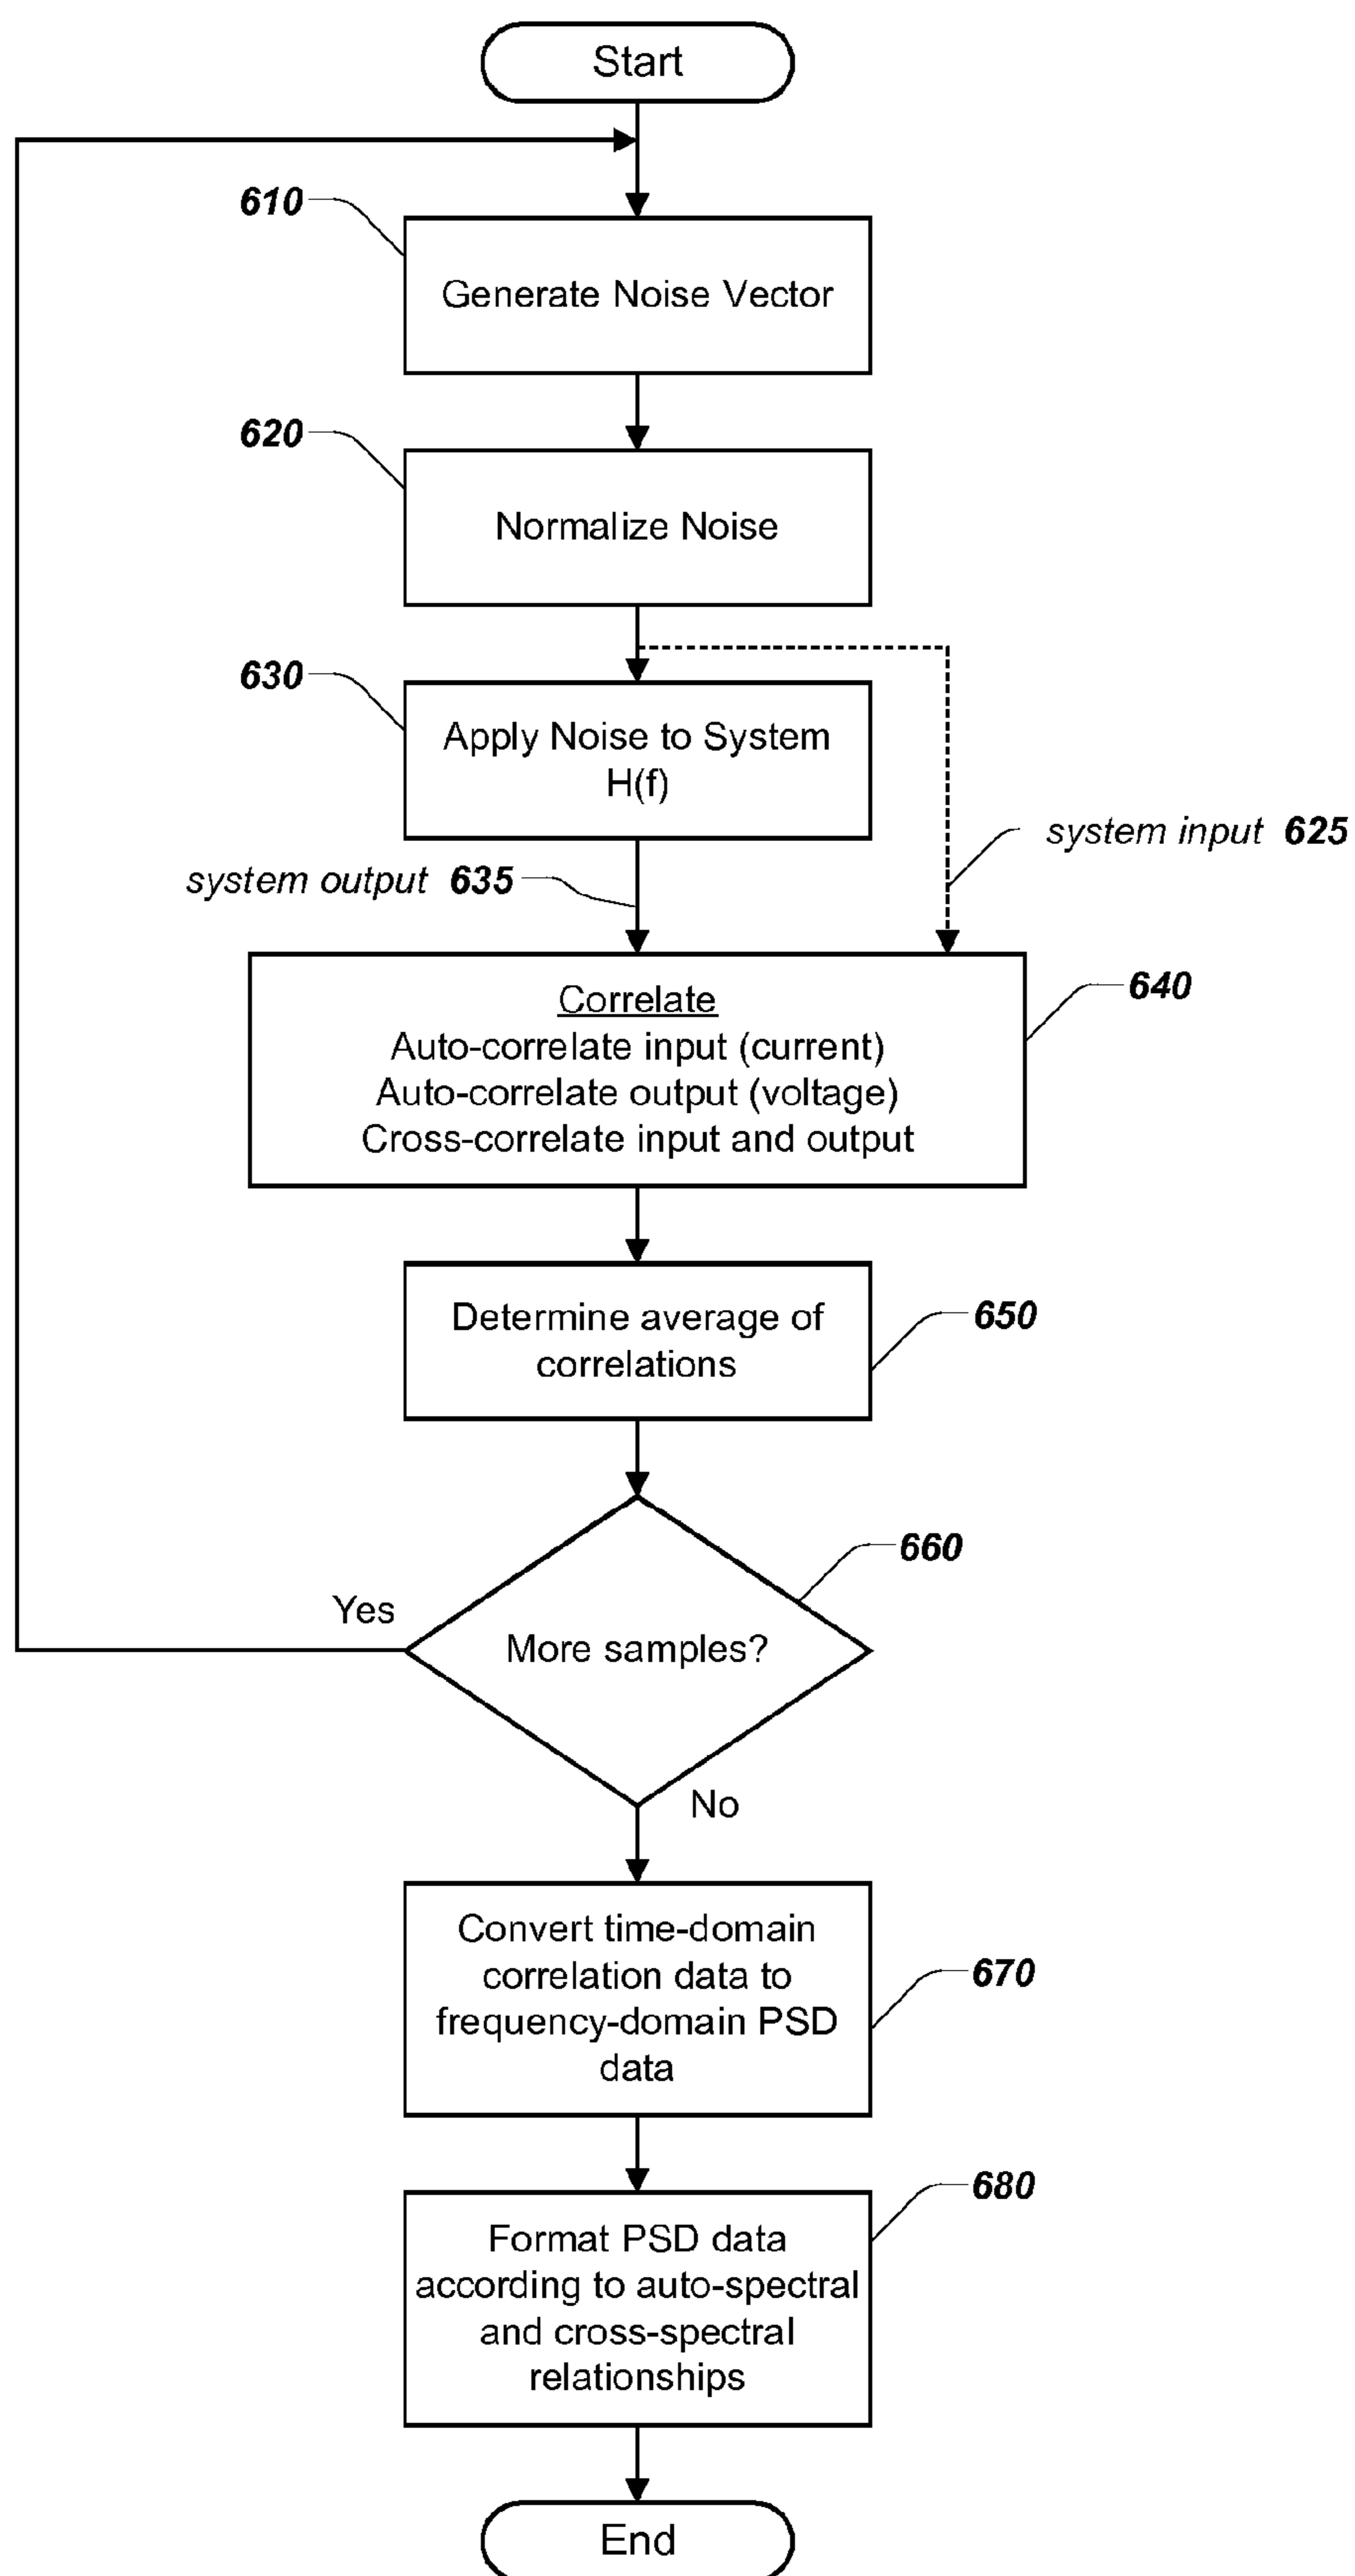 Start
610
Generate Noise Vector
620
Normalize Noise
630
Apply Noise to System
H(f)
system input 625
system output 635
640
Correlate
Auto-correlate input (current)
Auto-correlate output (voltage)
Cross-correlate input and output
650
Determine average of
correlations
660
Yes
More samples?
No
Convert time-domain
correlation data to
frequency-domain PSD
data
670
680
Format PSD data
according to auto-spectral
and cross-spectral
relationships
End